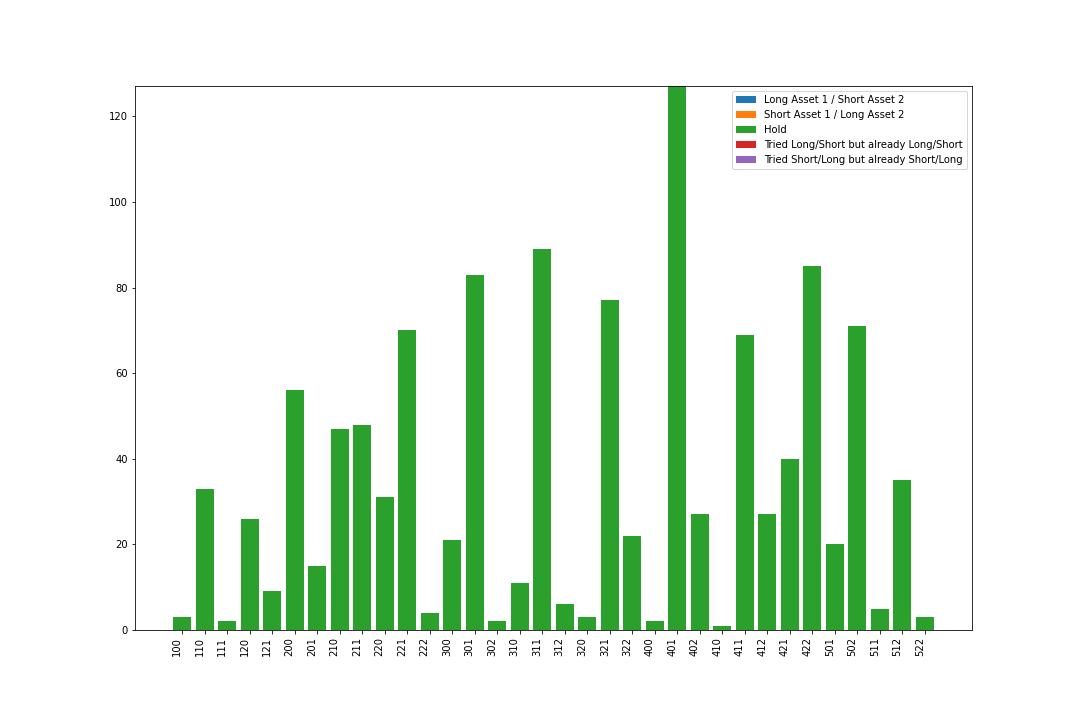 Long Asset 1 / Short Asset 2
Short Asset 1 / Long Asset 2
Hold
Tried Long/Short but already Long/Short
Tried Short/Long but already Short/Long
120
100
80
60
40
20
0
100 110 111 120 121 200 201 210 211 220 221 222 300 301 302 310 311 312 320 321 322 400 401 402 410 411 412 421 422 501 502 511 512 522